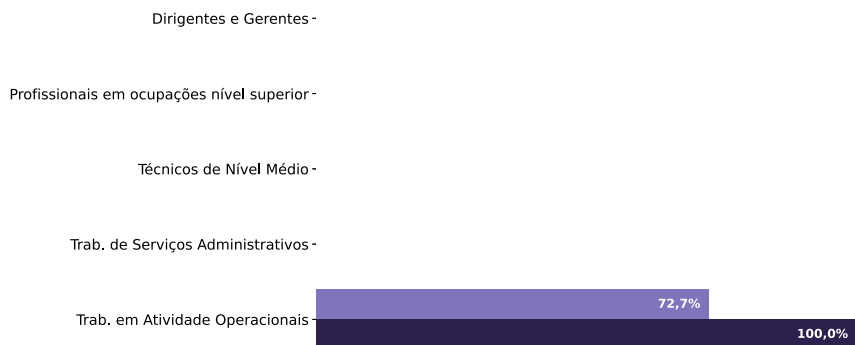 Dirigentes e Gerentes
Profissionais em ocupações nível superior
Técnicos de Nível Médio
Trab. de Serviços Administrativos
72,7%
Trab. em Atividade Operacionais
100,0%